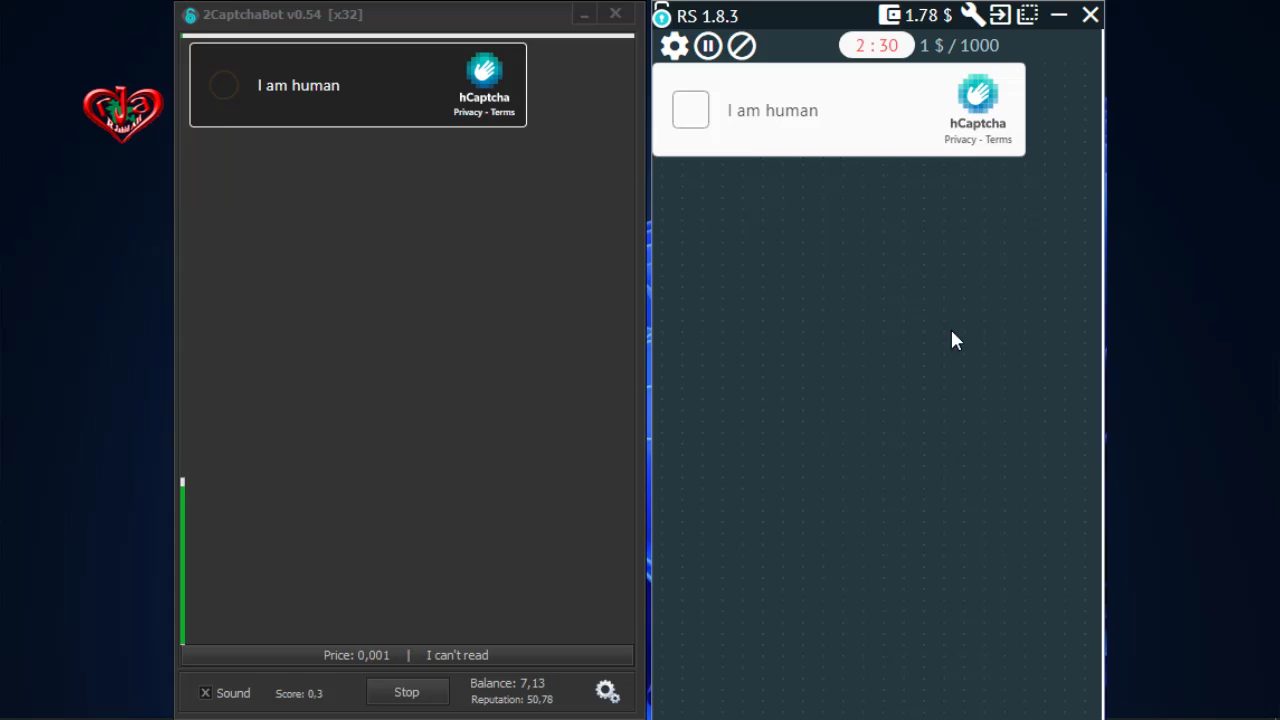 2CaptchaBot v0.54 [x32]
I am human
hCaptcha
Privacy - Terms
Price: 0,001 | I can't read
Sound
Score: 0,3
Stop
Balance: 7,13
Reputation: 50,78
RS 1.8.3
1.78 $
2 : 30
1 $ / 1000
I am human
hCaptcha
Privacy - Terms